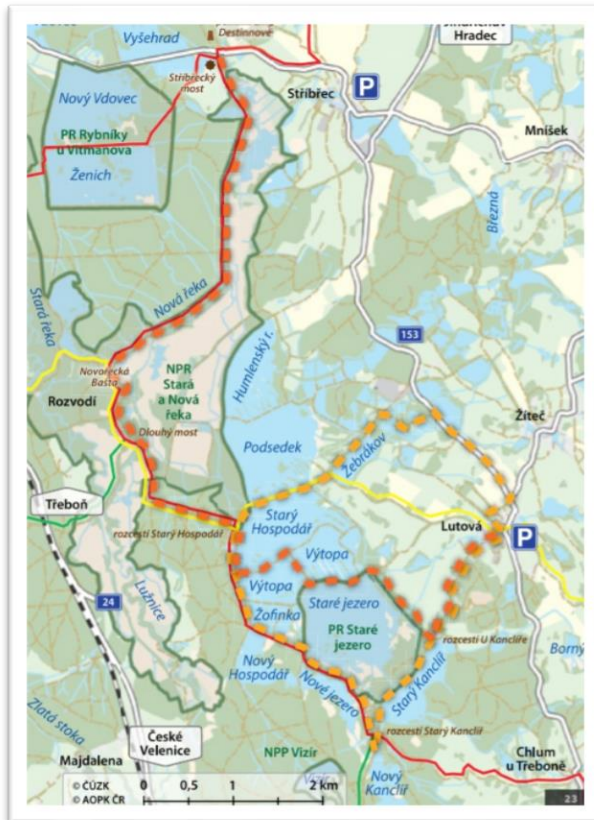 Destinnové
Vyšehrad
Jindřichův
Hradec
Stříbřecký
most
Stříbřec
P
Nový Vdovec
Mníšek
PR Rybníky
u Vitmanova
Ženich
Březná
Nová řeka
Stará řeka
Humlenský r.
153
Novořecká
Bašta
NPR
Stará
a Nová
řeka
Rozvodí
Dlouhý most
Podsedek
Žebrákov
Žíteč
Třeboň
rozcestí Starý Hospodář
Starý
Hospodář
Lutová
P
Výtopa
Lužnice
24
Výtopa
Staré jezero
Žofinka
PR Staré
jezero
rozcestí U Kanclíře
Nový
Hospodář
Nové jezero
Starý Kanclíř
Borný
Zlatá stoka
České
Velenice
rozcestí Starý Kanclíř
NPP Vizír
Majdalena
Chlum
u Třeboně
Vizír
Nový
Kanclíř
© ČÚZK
© AOPK ČR
0 0,5 1 2 km
23